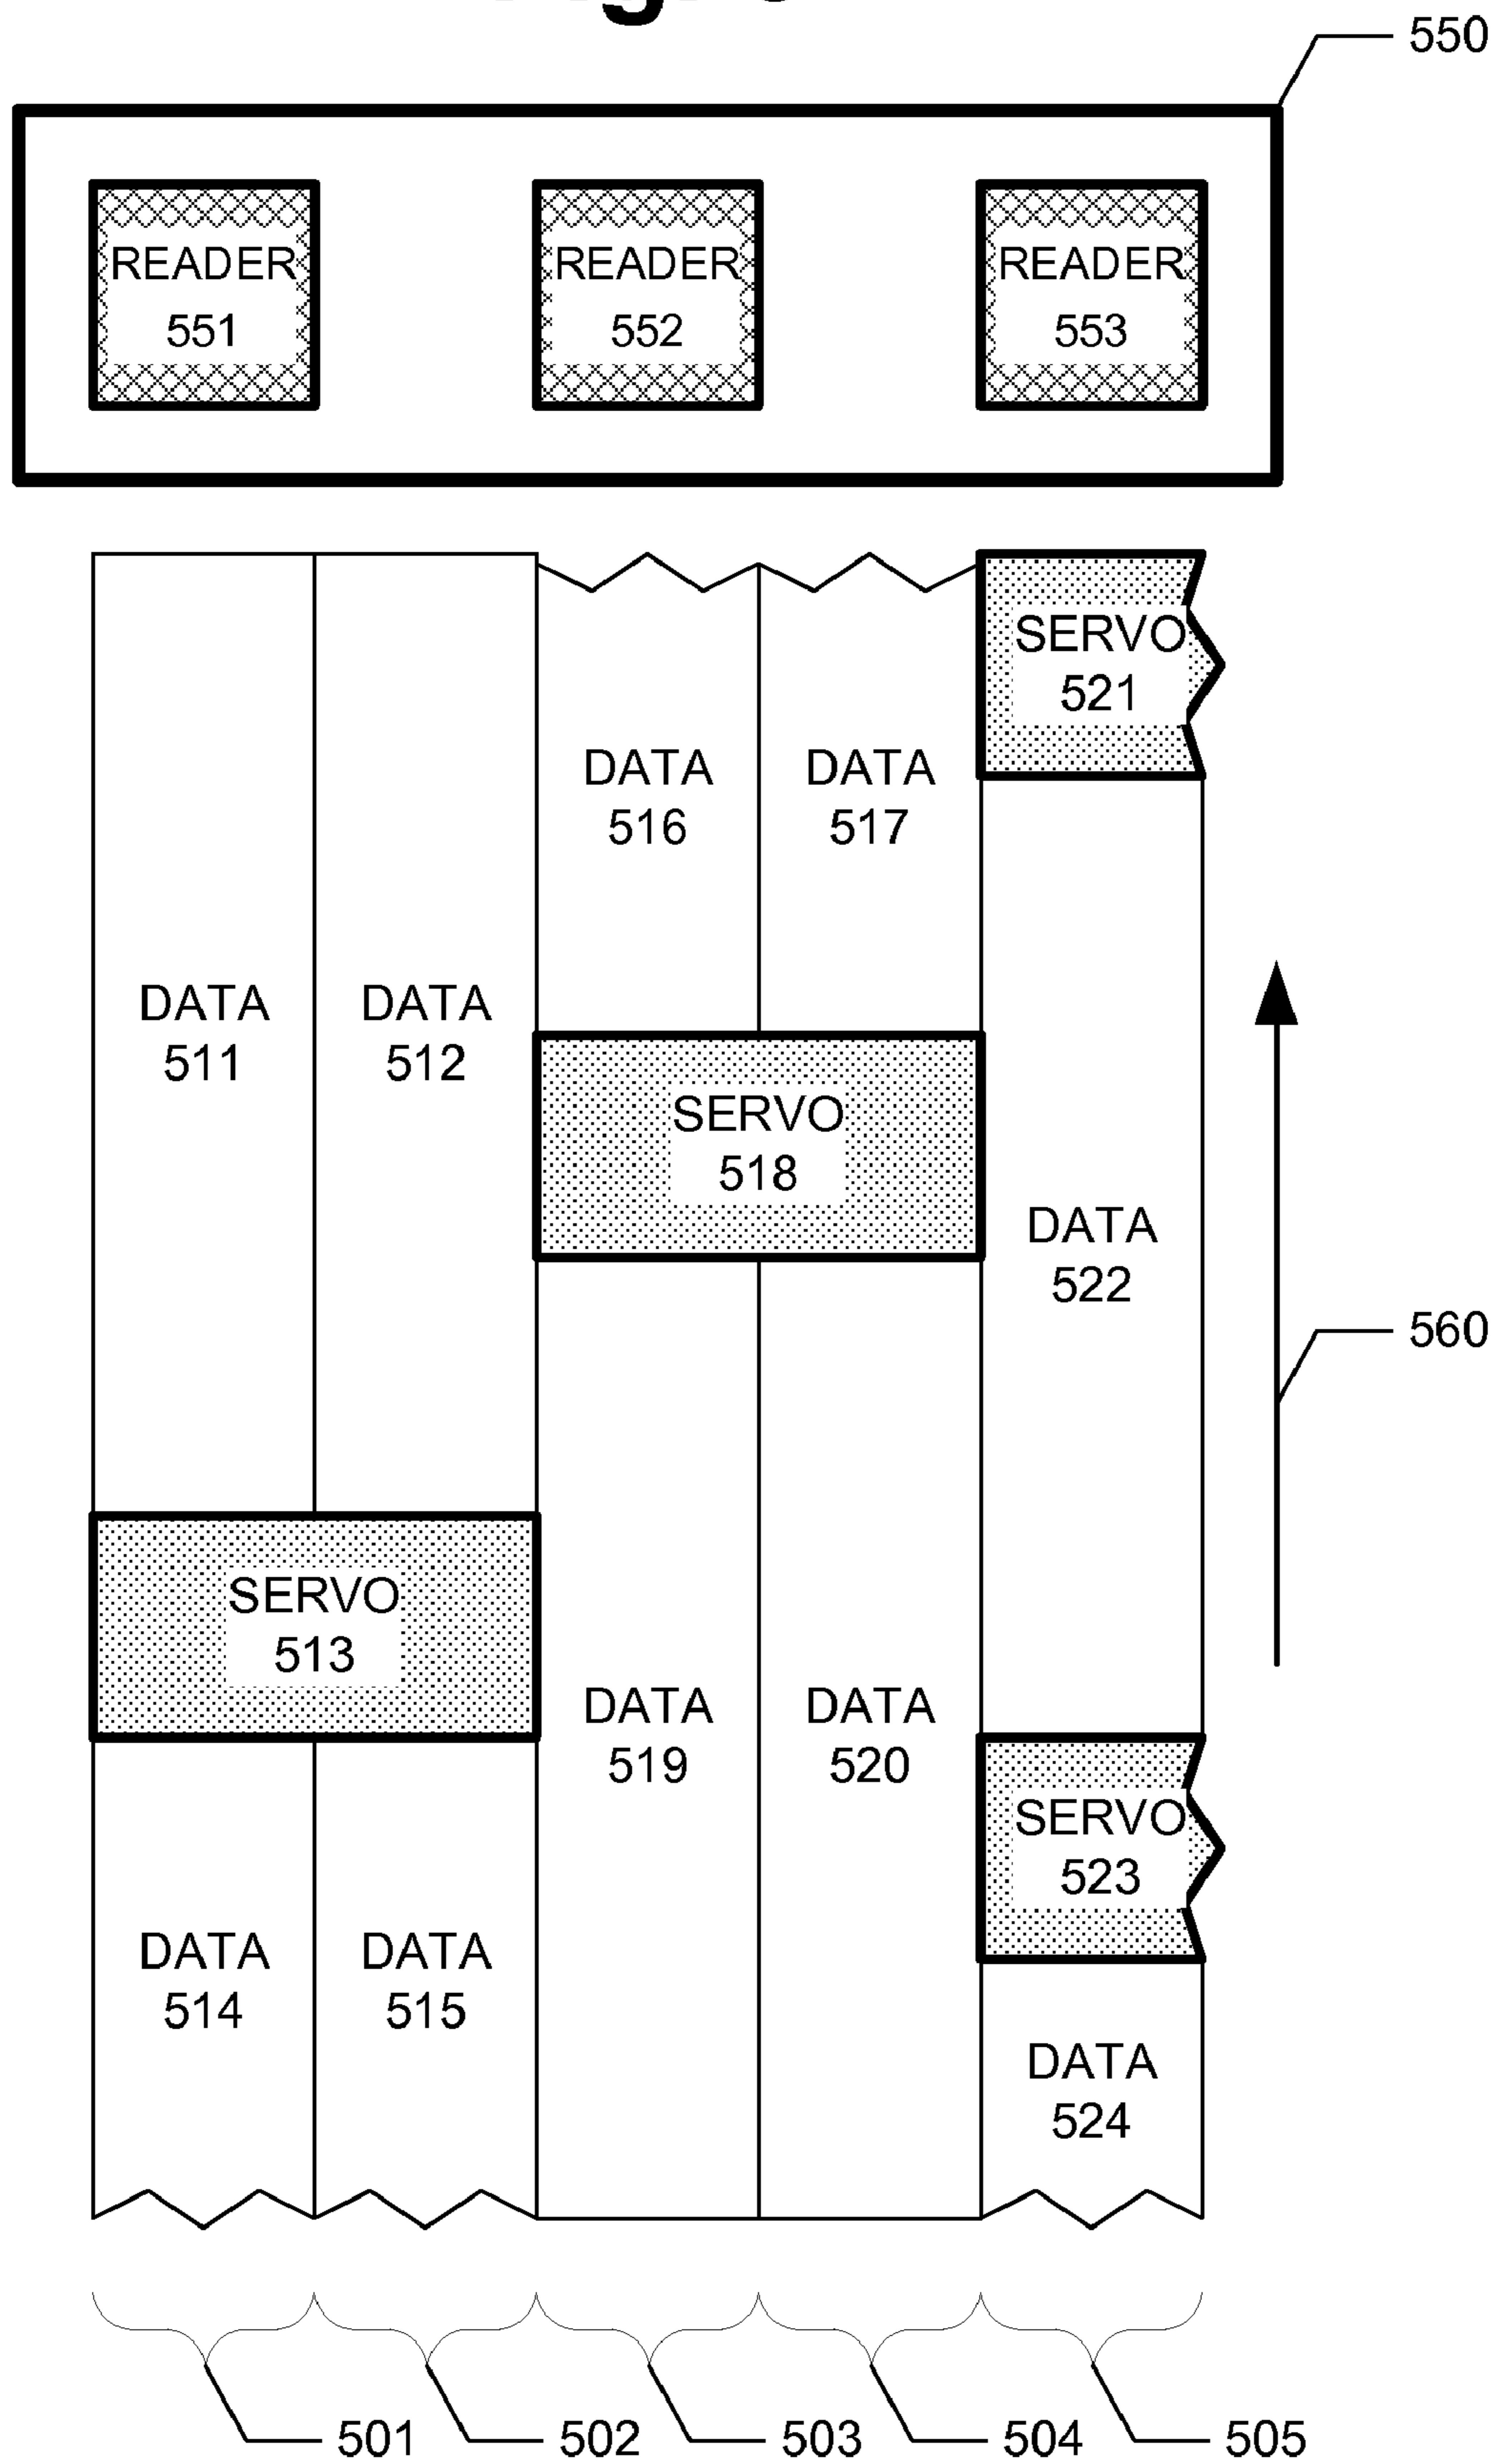 550
READER
551
READER
552
READER
553
SERVO
521
DATA
516
DATA
517
DATA
511
DATA
512
SERVO
518
DATA
522
560
SERVO
513
DATA
519
DATA
520
SERVO
523
DATA
514
DATA
515
DATA
524
501
502
503
504
505